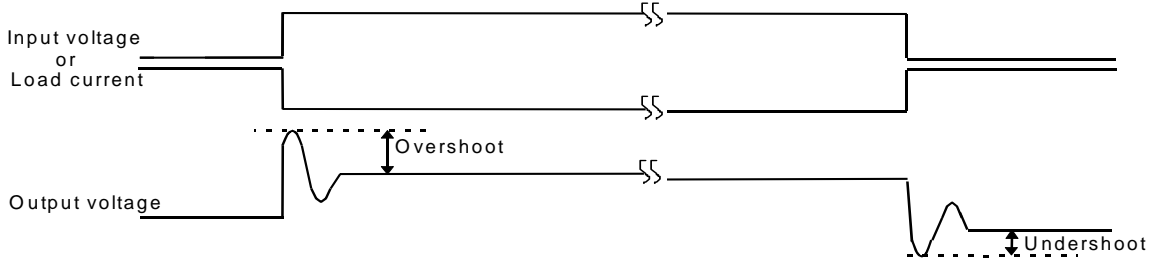 Input voltage
or
Load current
Overshoot
Output voltage
Undershoot